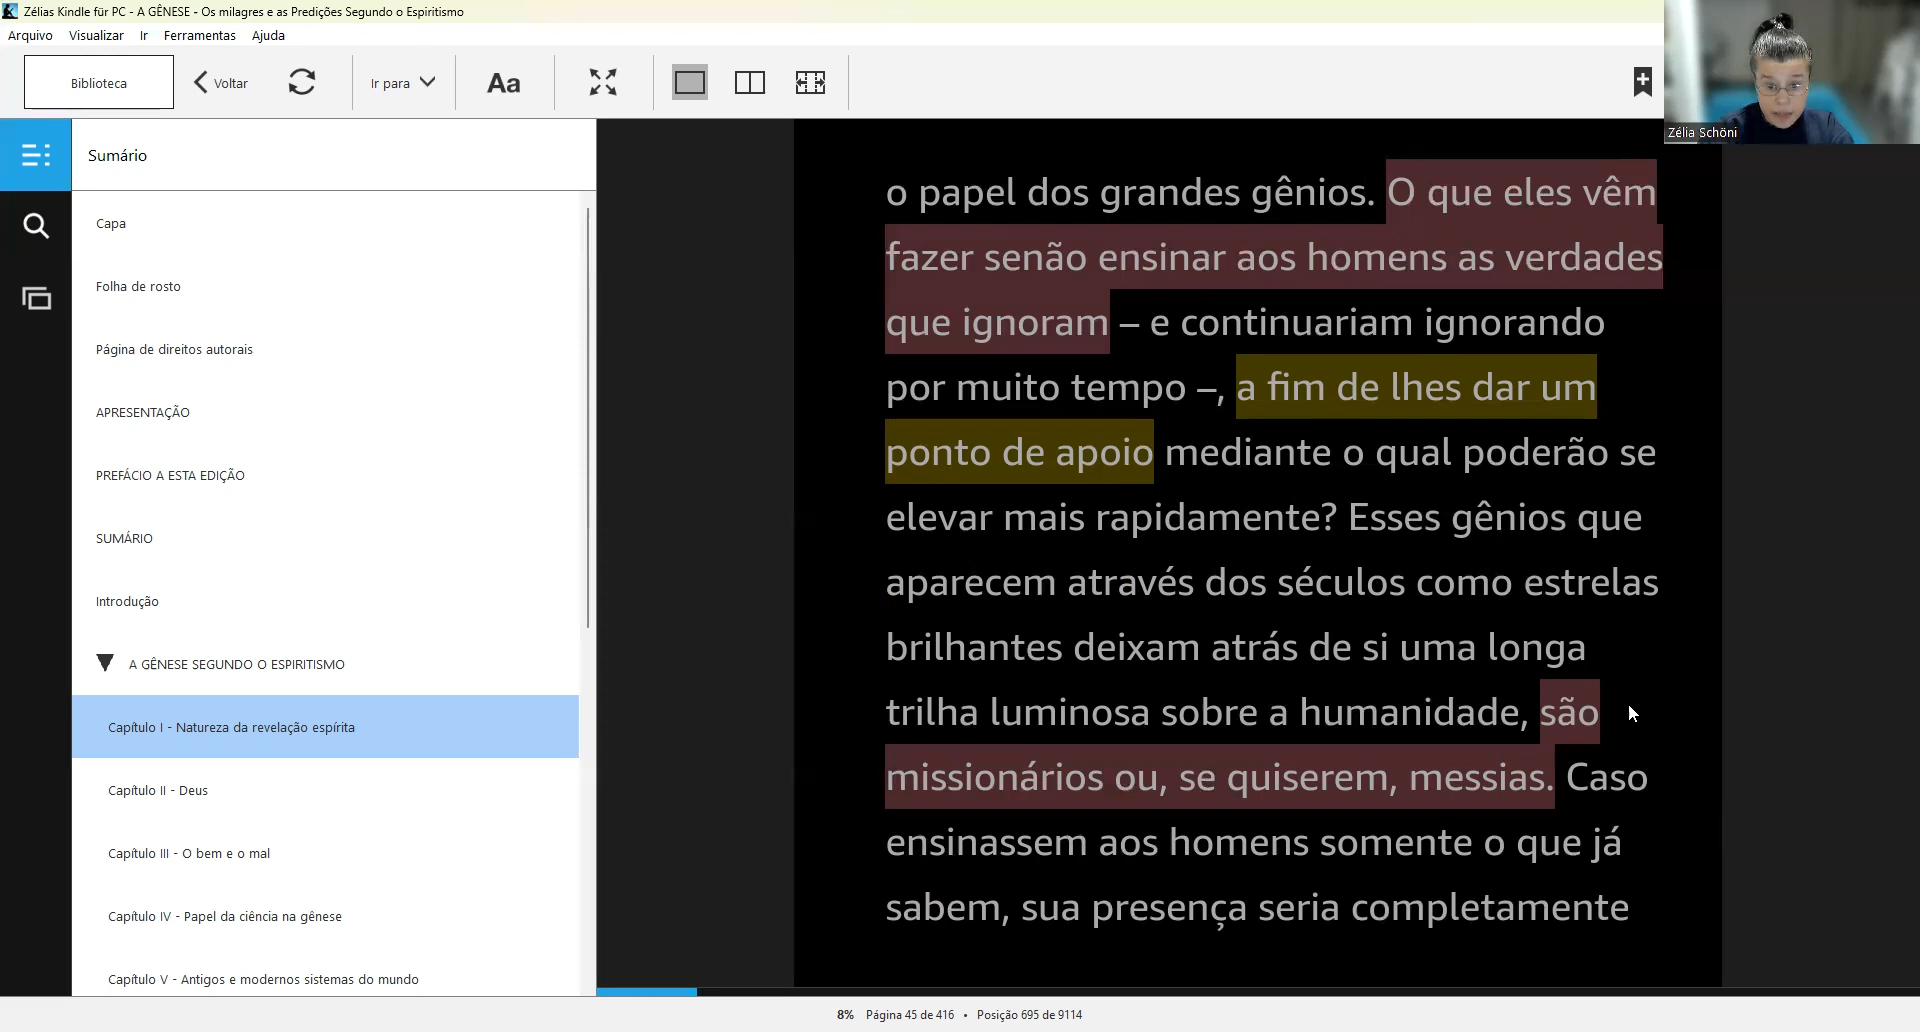 Zélias Kindle für PC - A GÊNESE - Os milagres e as Predições Segundo o Espiritismo
Arquivo Visualizar Ir Ferramentas Ajuda
Biblioteca Voltar Ir para Aa
Zélia Schöni
Sumário
Capa
Folha de rosto
Página de direitos autorais
APRESENTAÇÃO
PREFÁCIO A ESTA EDIÇÃO
SUMÁRIO
Introdução
A GÊNESE SEGUNDO O ESPIRITISMO
Capítulo I - Natureza da revelação espírita
Capítulo II - Deus
Capítulo III - O bem e o mal
Capítulo IV - Papel da ciência na gênese
Capítulo V - Antigos e modernos sistemas do mundo
o papel dos grandes gênios. O que eles vêm
fazer senão ensinar aos homens as verdades
que ignoram – e continuariam ignorando
por muito tempo –, a fim de lhes dar um
ponto de apoio mediante o qual poderão se
elevar mais rapidamente? Esses gênios que
aparecem através dos séculos como estrelas
brilhantes deixam atrás de si uma longa
trilha luminosa sobre a humanidade, são
missionários ou, se quiserem, messias. Caso
ensinassem aos homens somente o que já
sabem, sua presença seria completamente
8% Página 45 de 416 • Posição 695 de 9114